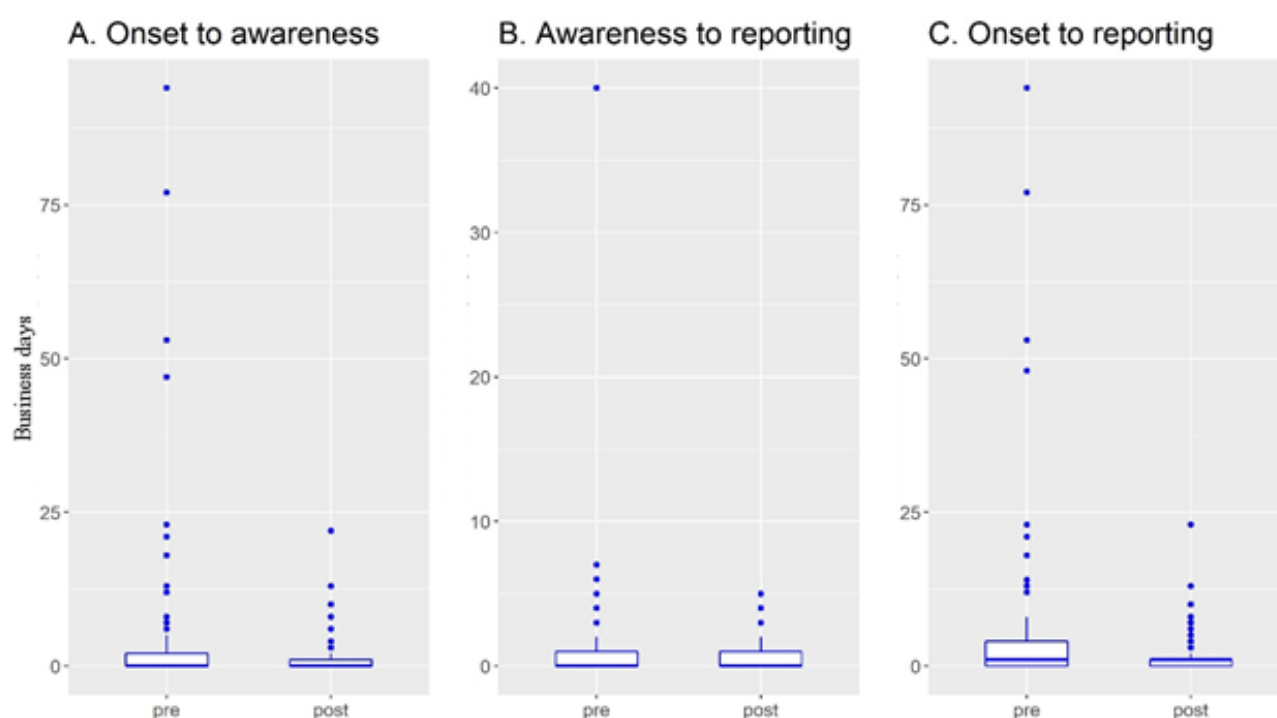 A. Onset to awareness
B. Awareness to reporting
C. Onset to reporting
Business days
75
50
25
0
40
30
20
10
0
75
50
25
0
pre
post
pre
post
pre
post